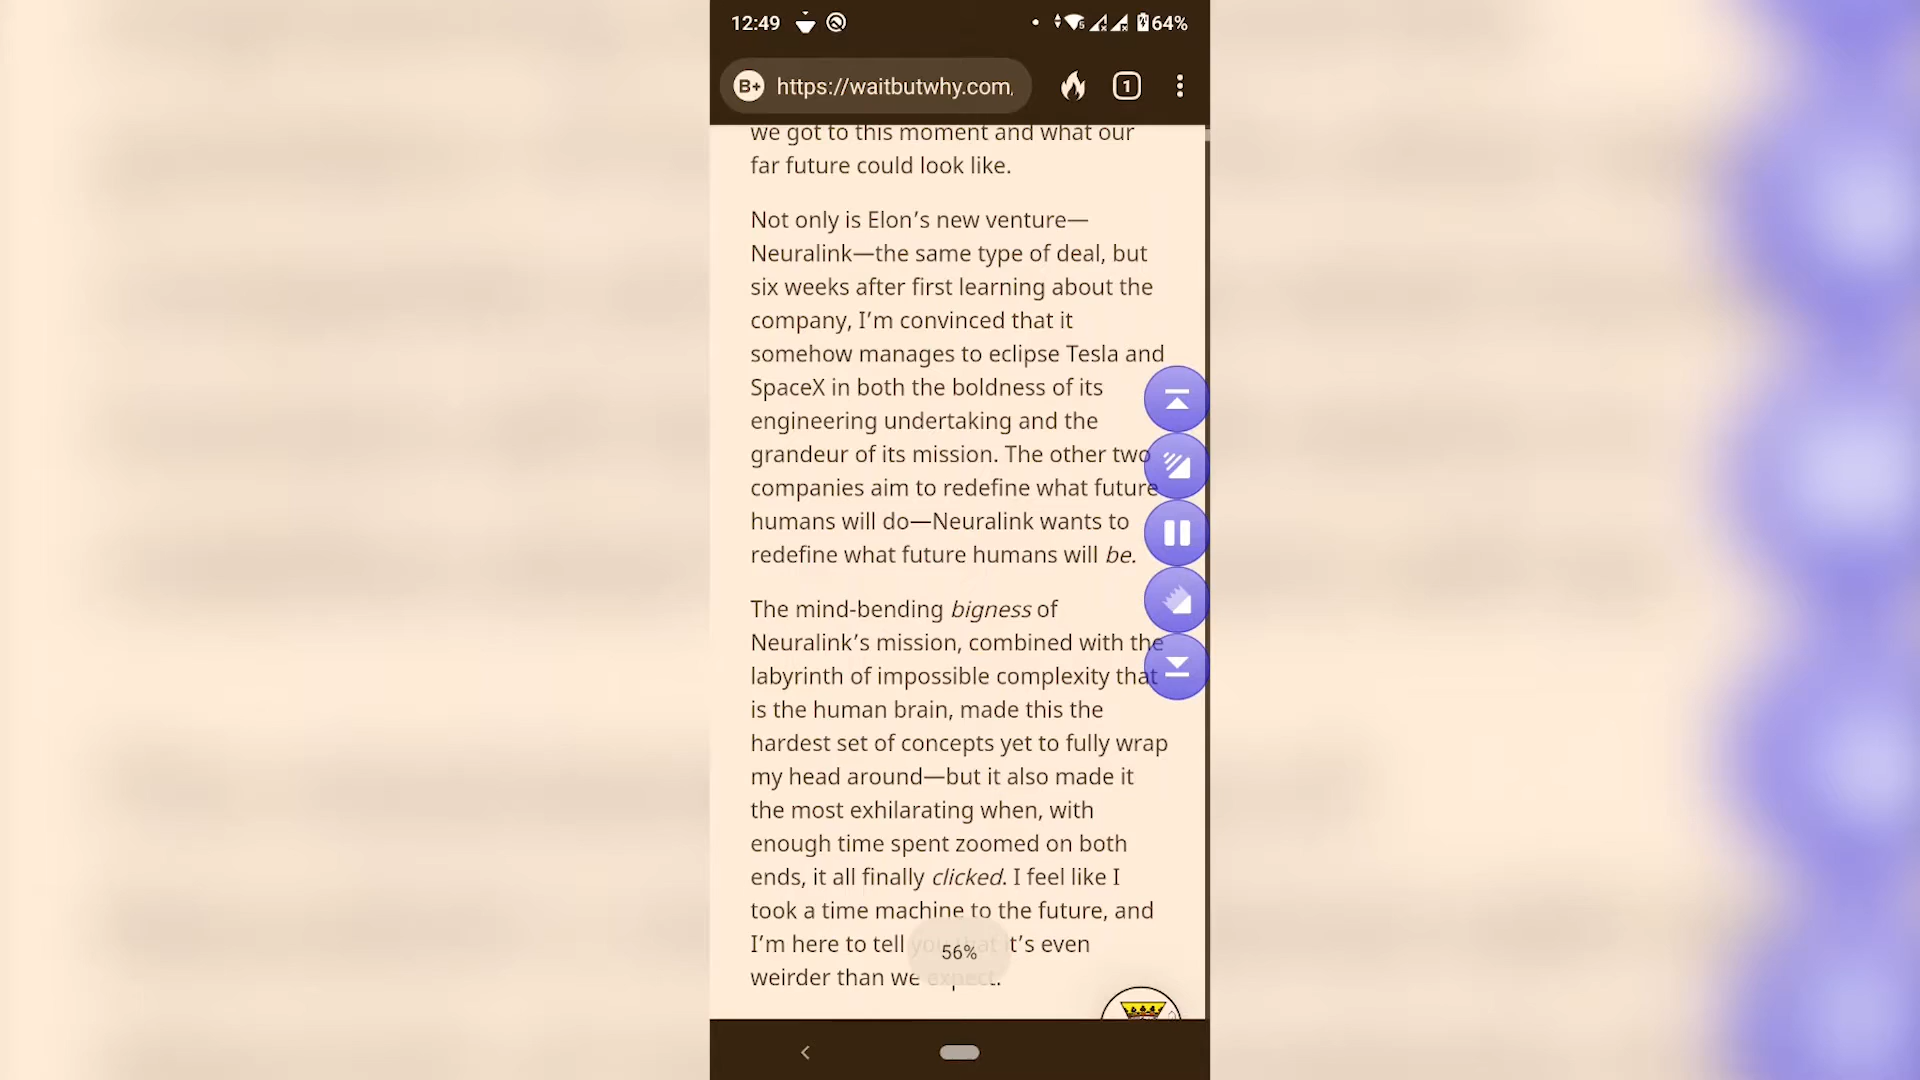 12:49
64%
B+ https://waitbutwhy.com,
1
we got to this moment and what our
far future could look like.
Not only is Elon’s new venture—
Neuralink—the same type of deal, but
six weeks after first learning about the
company, I’m convinced that it
somehow manages to eclipse Tesla and
SpaceX in both the boldness of its
engineering undertaking and the
grandeur of its mission. The other two
companies aim to redefine what future
humans will do—Neuralink wants to
redefine what future humans will be.
The mind-bending bigness of
Neuralink’s mission, combined with the
labyrinth of impossible complexity that
is the human brain, made this the
hardest set of concepts yet to fully wrap
my head around—but it also made it
the most exhilarating when, with
enough time spent zoomed on both
ends, it all finally clicked. I feel like I
took a time machine to the future, and
I’m here to tell you that it’s even
56%
weirder than we expect.